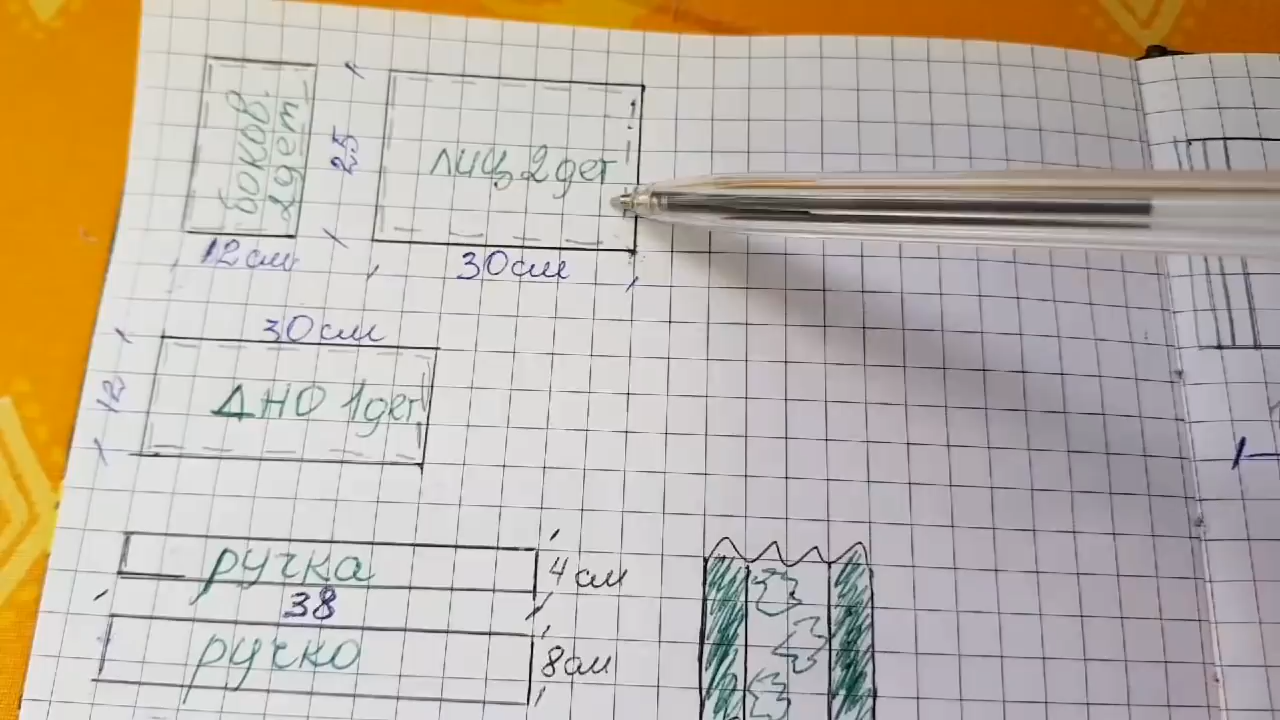 боков.
2дет
25
лиц 2дет
12см
30см
30см
12
ДНО 1дет
ручка
4см
38
ручка
8см